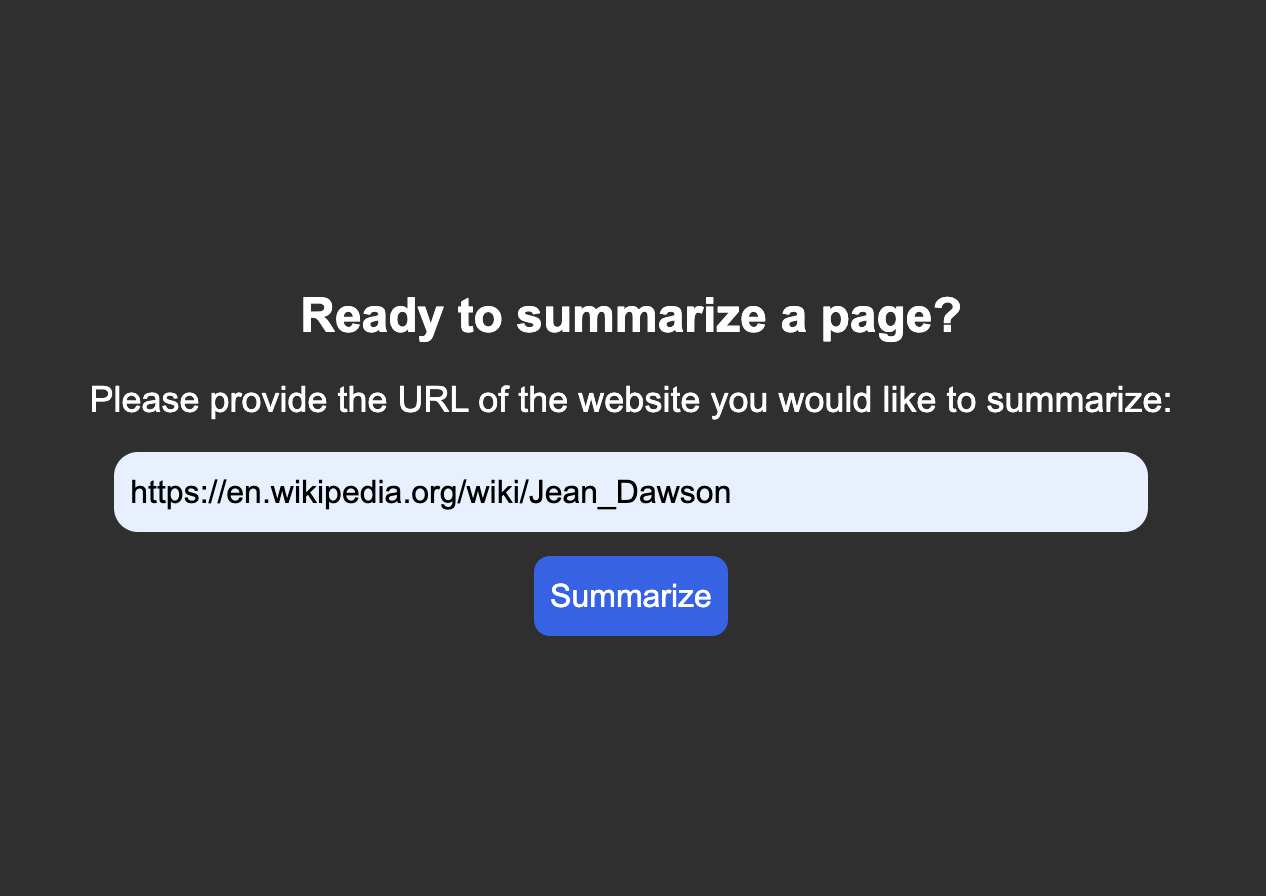 Ready to summarize a page?
Please provide the URL of the website you would like to summarize:
https://en.wikipedia.org/wiki/Jean_Dawson
Summarize